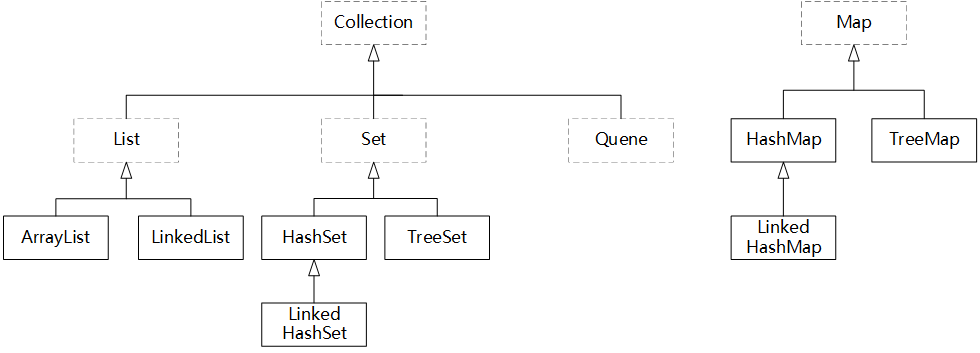 Collection
Map
List
Set
Quene
HashMap
TreeMap
ArrayList
LinkedList
HashSet
TreeSet
Linked
HashMap
Linked
HashSet